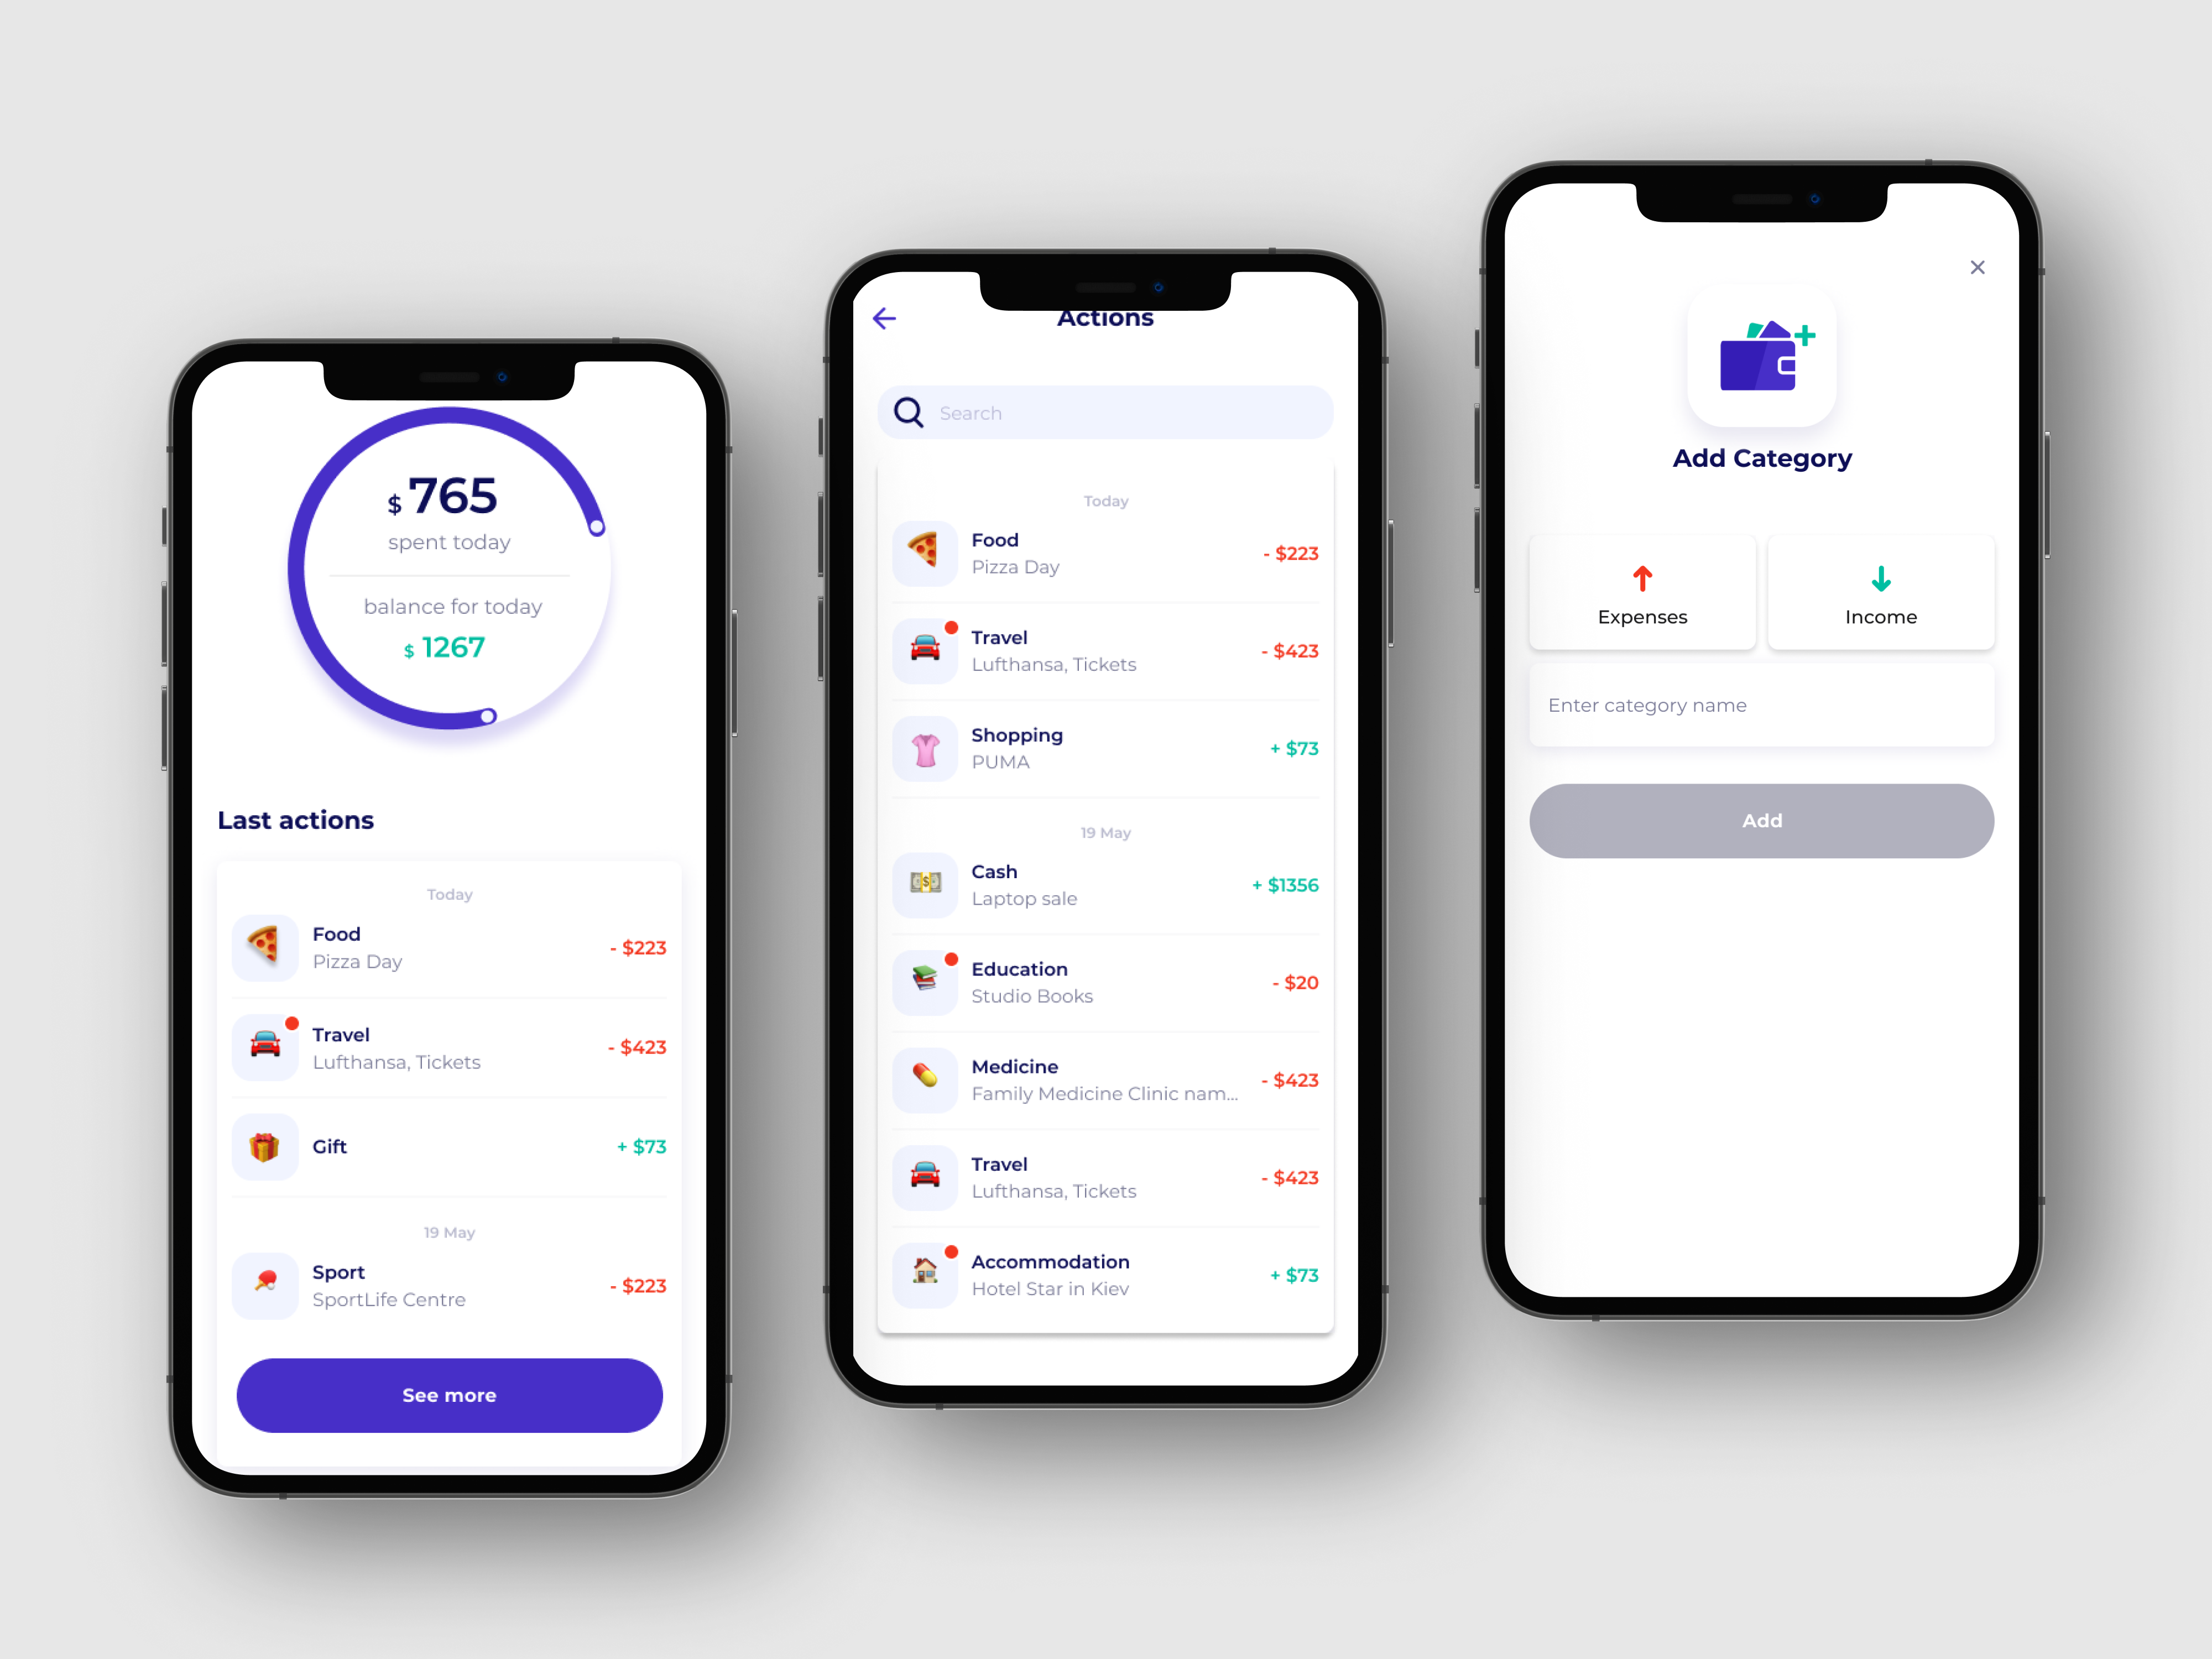 $ 765
spent today
balance for today
$ 1267
Last actions
Today
Food
Pizza Day
- $223
Travel
Lufthansa, Tickets
- $423
Gift
+ $73
19 May
Sport
SportLife Centre
- $223
See more
Actions
Search
Today
Food
Pizza Day
- $223
Travel
Lufthansa, Tickets
- $423
Shopping
PUMA
+ $73
19 May
Cash
Laptop sale
+ $1356
Education
Studio Books
- $20
Medicine
Family Medicine Clinic nam...
- $423
Travel
Lufthansa, Tickets
- $423
Accommodation
Hotel Star in Kiev
+ $73
Add Category
Expenses
Income
Enter category name
Add